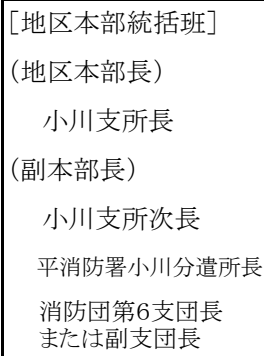 [地区本部統括班]
(地区本部長)
小川支所長
(副本部長)
小川支所次長
平消防署小川分遣所長
消防団第6支団長
または副支団長